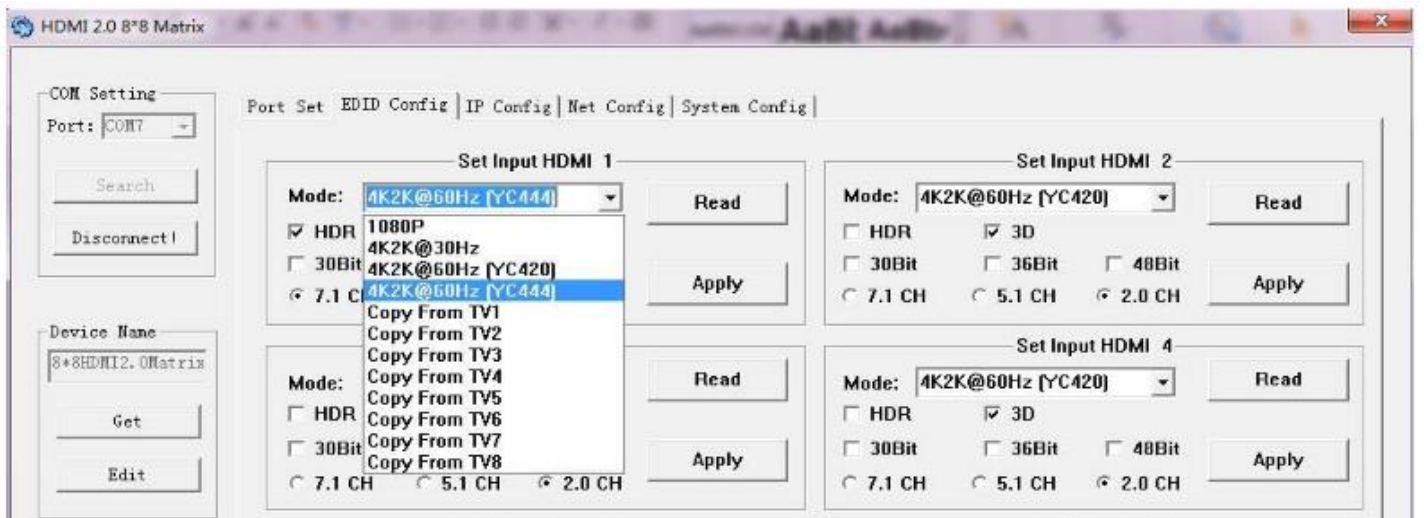 HDMI 2.0 8*8 Matrix
AaBt AaBb
COM Setting
Port: COM7
Search
Disconnect!
Device Name
8*8HDMI2.0Matrix
Get
Edit
Port Set EDID Config IP Config Net Config System Config
Set Input HDMI 1
Mode: 4K2K@60Hz (YC444) Read
HDR
30Bit
7.1 C Apply
1080P
4K2K@30Hz
4K2K@60Hz (YC420)
4K2K@60Hz (YC444)
Copy From TV1
Copy From TV2
Copy From TV3
Copy From TV4
Copy From TV5
Copy From TV6
Copy From TV7
Copy From TV8
Set Input HDMI 2
Mode: 4K2K@60Hz (YC420) Read
HDR 3D
30Bit 36Bit 48Bit
7.1 CH 5.1 CH 2.0 CH Apply
Mode: Read
HDR
30Bit
7.1 CH 5.1 CH 2.0 CH Apply
Set Input HDMI 4
Mode: 4K2K@60Hz (YC420) Read
HDR 3D
30Bit 36Bit 48Bit
7.1 CH 5.1 CH 2.0 CH Apply